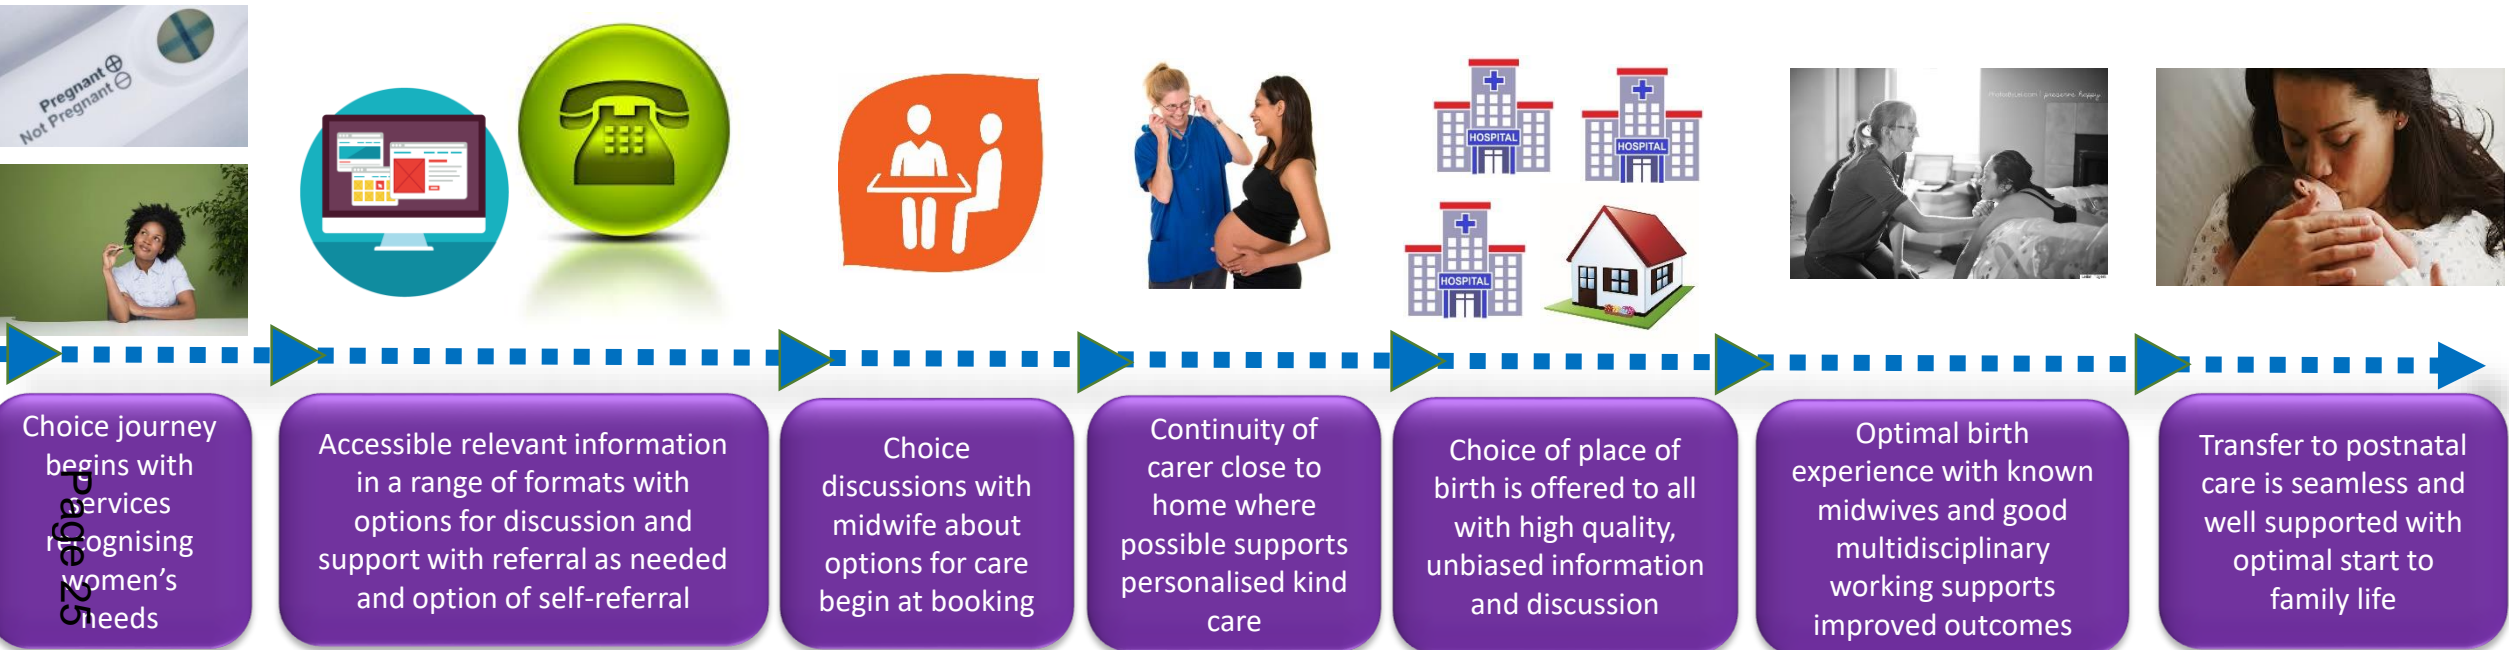 Pregnant
Not Pregnant
HOSPITAL
HOSPITAL
HOSPITAL
Choice journey
begins with
services
recognising
women's
needs
Page 25
Accessible relevant information
in a range of formats with
options for discussion and
support with referral as needed
and option of self-referral
Choice
discussions with
midwife about
options for care
begin at booking
Continuity of
carer close to
home where
possible supports
personalised kind
care
Choice of place of
birth is offered to all
with high quality,
unbiased information
and discussion
Optimal birth
experience with known
midwives and good
multidisciplinary
working supports
improved outcomes
Transfer to postnatal
care is seamless and
well supported with
optimal start to
family life